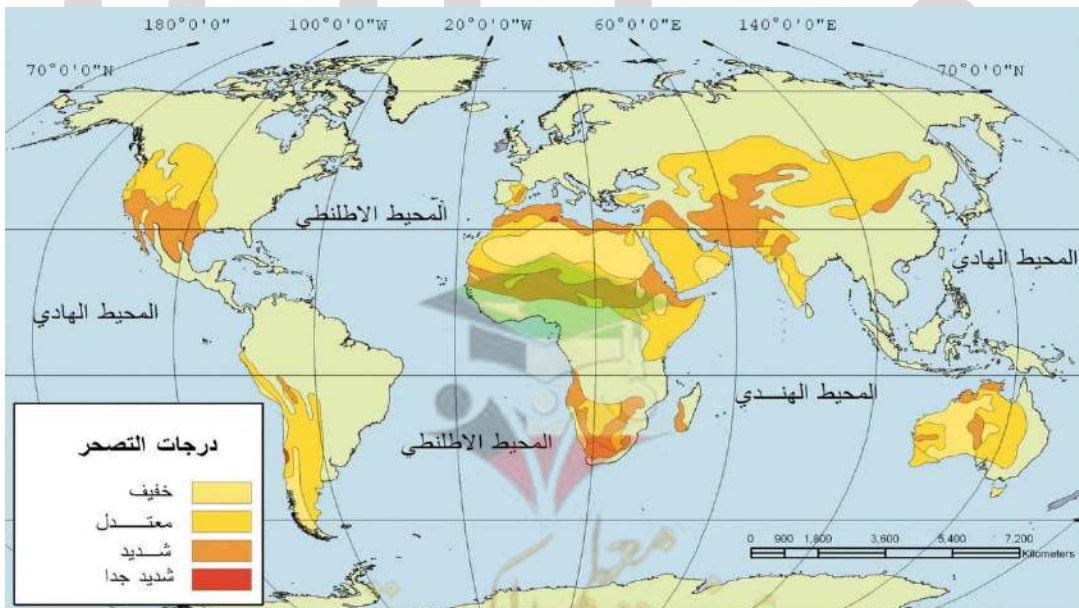 180°0'0" 100°0'0"W 20°0'0"W 60°0'0"E 140°0'0"E
70°0'0"N 70°0'0"N
المحيط الاطلنطي
المحيط الهادي
المحيط الهادي
المحيط الهندي
المحيط الاطلنطي
درجات التصحر
خفيف
معتدل
شديد
شديد جدا
0 900 1,800 3,600 5,400 7,200
Kilometers